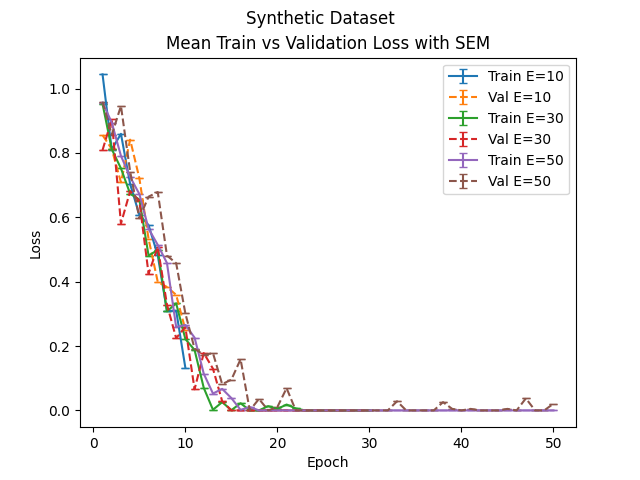 Synthetic Dataset
Mean Train vs Validation Loss with SEM
Train E=10
Val E=10
Train E=30
Val E=30
Train E=50
Val E=50
Loss
1.0
0.8
0.6
0.4
0.2
0.0
0 10 20 30 40 50
Epoch